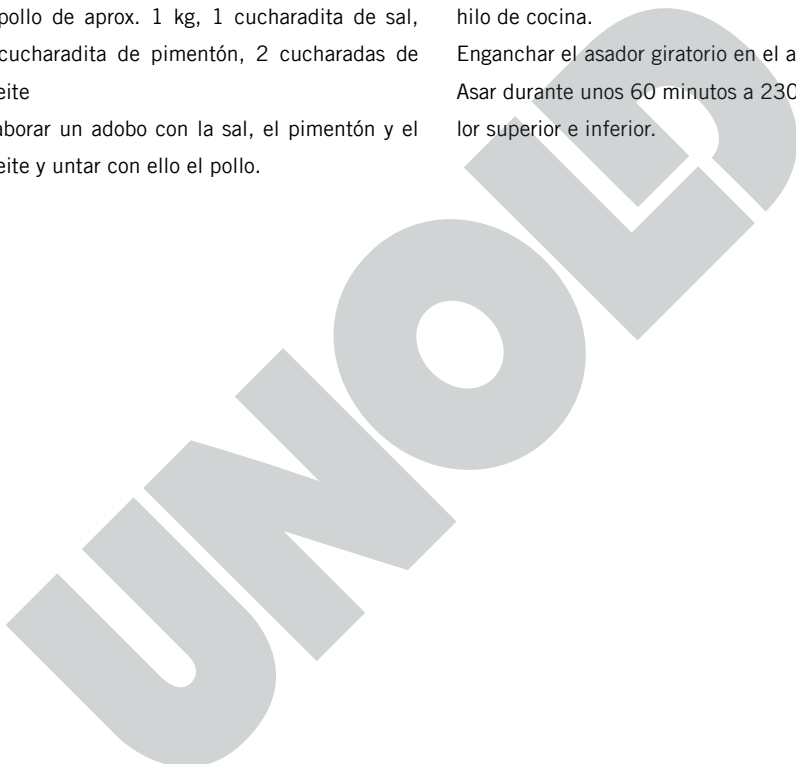 pollo de aprox. 1 kg, 1 cucharadita de sal,
cucharadita de pimentón, 2 cucharadas de
eite
aborar un adobo con la sal, el pimentón y el
eite y untar con ello el pollo.
hilo de cocina.
Enganchar el asador giratorio en el a
Asar durante unos 60 minutos a 230
lor superior e inferior.
UNOLD